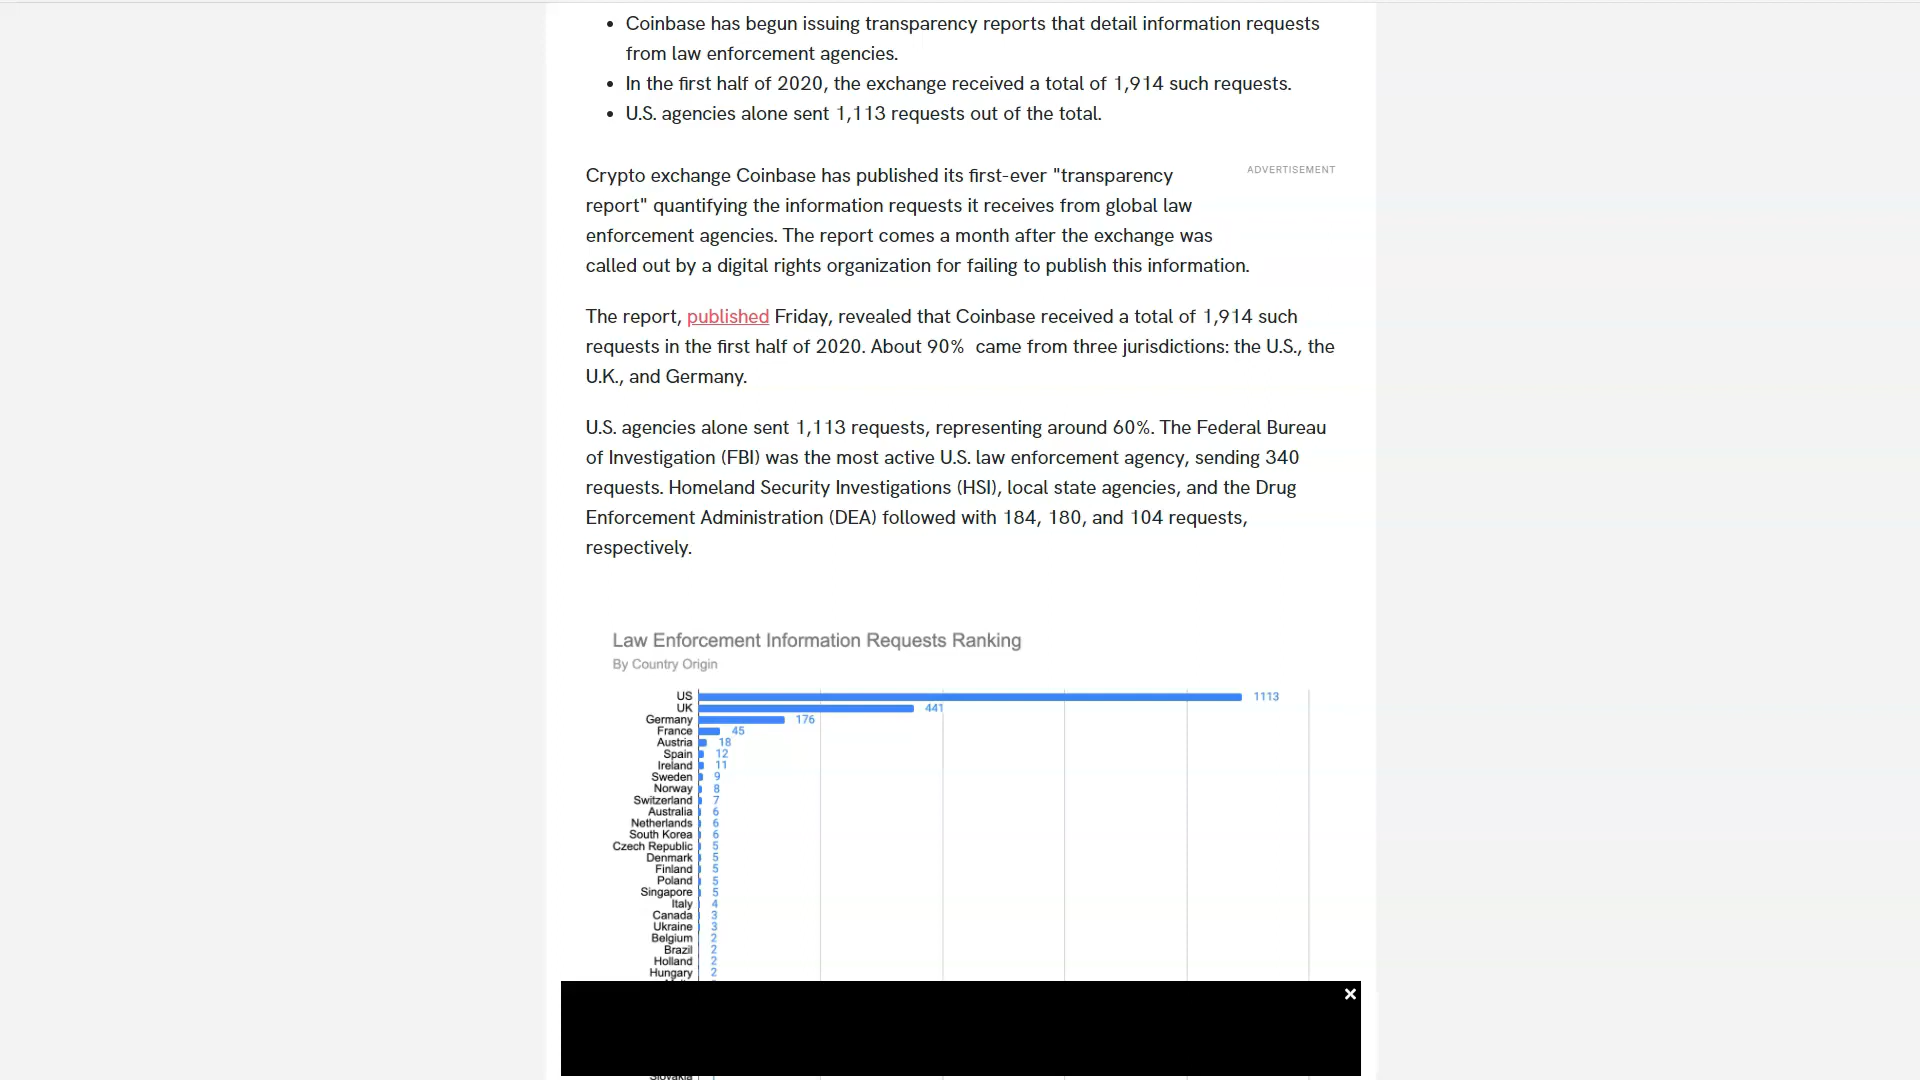 Coinbase has begun issuing transparency reports that detail information requests
from law enforcement agencies.
In the first half of 2020, the exchange received a total of 1,914 such requests.
U.S. agencies alone sent 1,113 requests out of the total.
ADVERTISEMENT
Crypto exchange Coinbase has published its first-ever "transparency
report" quantifying the information requests it receives from global law
enforcement agencies. The report comes a month after the exchange was
called out by a digital rights organization for failing to publish this information.
The report, published Friday, revealed that Coinbase received a total of 1,914 such
requests in the first half of 2020. About 90% came from three jurisdictions: the U.S., the
U.K., and Germany.
U.S. agencies alone sent 1,113 requests, representing around 60%. The Federal Bureau
of Investigation (FBI) was the most active U.S. law enforcement agency, sending 340
requests. Homeland Security Investigations (HSI), local state agencies, and the Drug
Enforcement Administration (DEA) followed with 184, 180, and 104 requests,
respectively.
Law Enforcement Information Requests Ranking
By Country Origin
US 1113
UK 441
Germany 176
France 45
Austria 18
Spain 12
Ireland 11
Sweden 9
Norway 8
Switzerland 7
Australia 6
Netherlands 6
South Korea 6
Czech Republic 5
Denmark 5
Finland 5
Poland 5
Singapore 5
Italy 4
Canada 3
Ukraine 3
Belgium 2
Brazil 2
Holland 2
Hungary 2
Slovakia